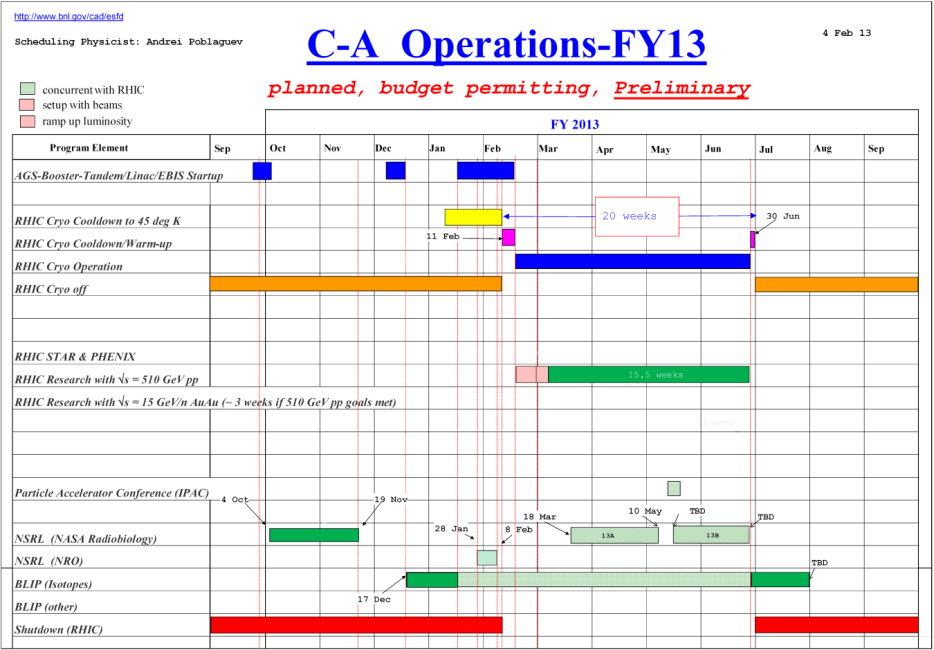 http://www.bnl.gov/cad/esfd
Scheduling Physicist: Andrei Poblaguev
C-A Operations-FY13
4 Feb 13
planned, budget permitting, Preliminary
concurrent with RHIC
setup with beams
ramp up luminosity
FY 2013
Program Element Sep Oct Nov Dec Jan Feb Mar Apr May Jun Jul Aug Sep
AGS-Booster-Tandem/Linac/EBIS Startup
RHIC Cryo Cooldown to 45 deg K 20 weeks 30 Jun
RHIC Cryo Cooldown/Warm-up 11 Feb
RHIC Cryo Operation
RHIC Cryo off
RHIC STAR & PHENIX
RHIC Research with √s = 510 GeV pp 15.5 weeks
RHIC Research with √s = 15 GeV/n AuAu (~ 3 weeks if 510 GeV pp goals met)
Particle Accelerator Conference (IPAC)
4 Oct 19 Nov 18 Mar 10 May TBD TBD
28 Jan 8 Feb
NSRL (NASA Radiobiology) 13A 13B
NSRL (NRO) TBD
BLIP (Isotopes)
17 Dec
BLIP (other)
Shutdown (RHIC)